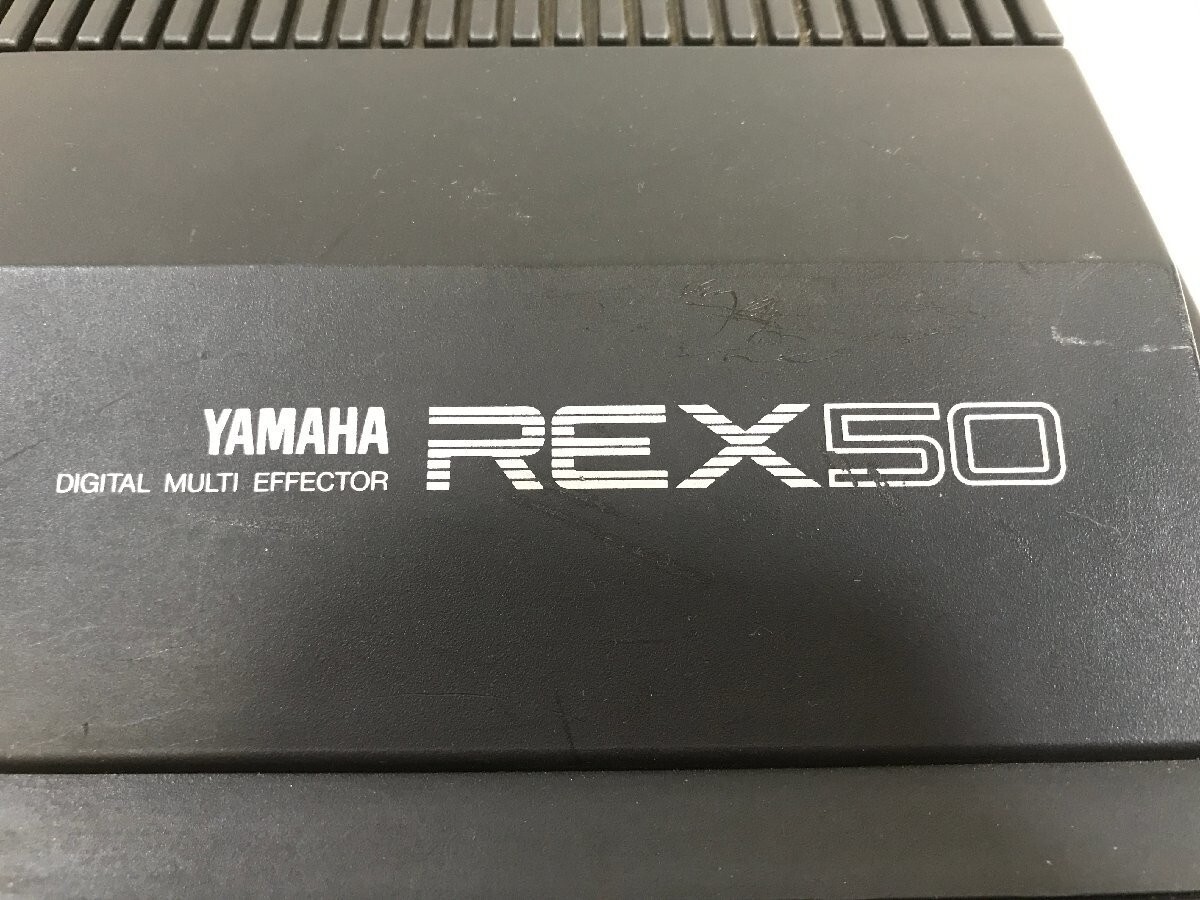 YAMAHA REX50
DIGITAL MULTI EFFECTOR